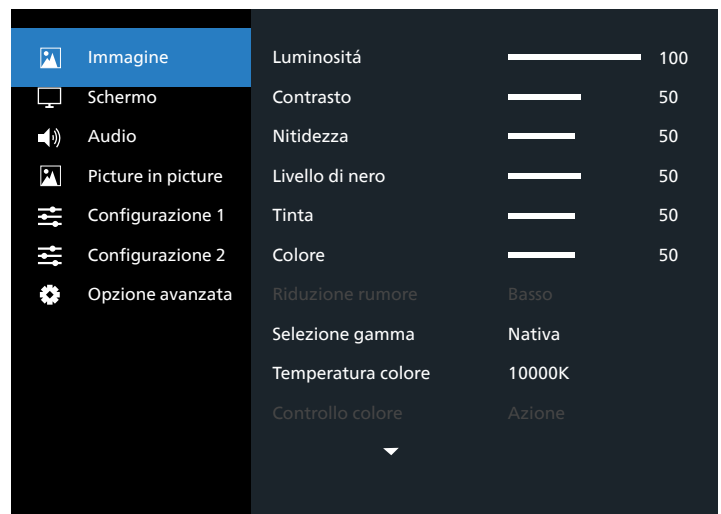 Immagine
Schermo
Audio
Picture in picture
Configurazione 1
Configurazione 2
Opzione avanzata
Luminositá 100
Contrasto 50
Nitidezza 50
Livello di nero 50
Tinta 50
Colore 50
Riduzione rumore Basso
Selezione gamma Nativa
Temperatura colore 10000K
Controllo colore Azione